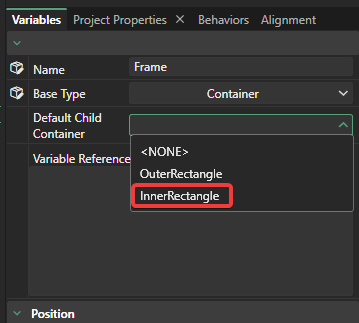 Variables Project Properties Behaviors Alignment
Name Frame
Base Type Container
Default Child
Container
<NONE>
Variable Reference
OuterRectangle
InnerRectangle
Position